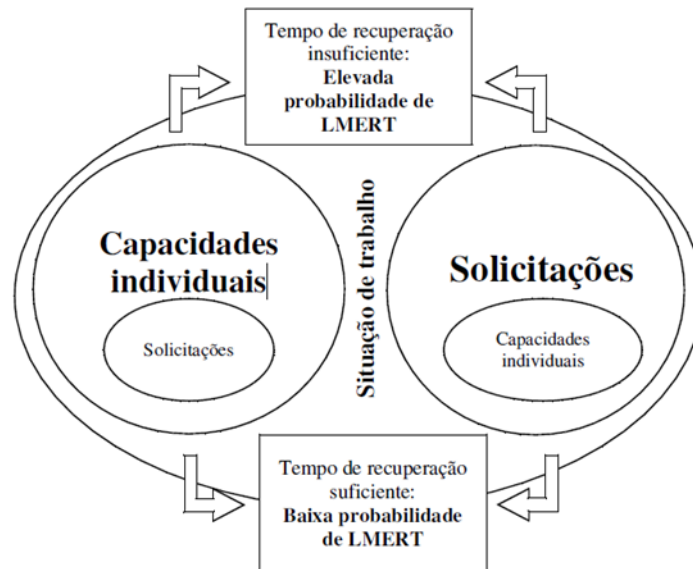 Tempo de recuperação
insuficiente:
Elevada
probabilidade de
LMERT
Capacidades
individuais
Solicitações
Situação de trabalho
Solicitações
Capacidades
individuais
Tempo de recuperação
suficiente:
Baixa probabilidade
de LMERT